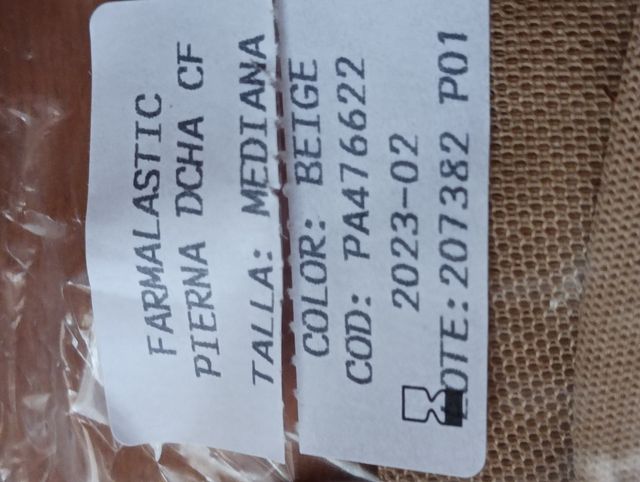 FARMALASTIC
PIERNA DCHA CF
TALLA: MEDIANA
COLOR: BEIGE
COD: PA476622
2023-02
LOTE: 207382 P01